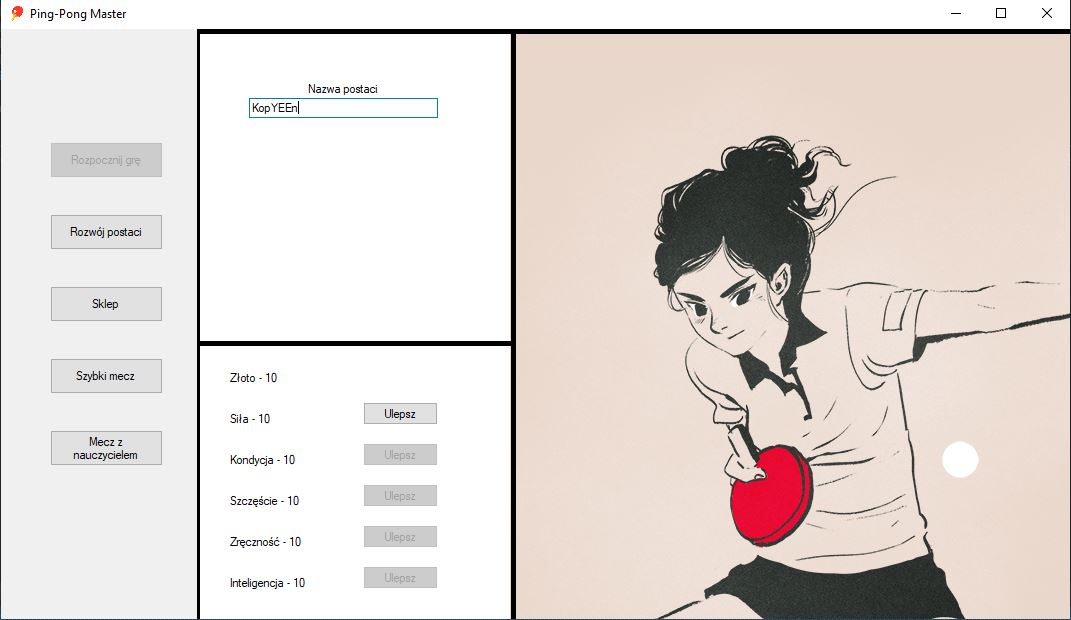 Ping-Pong Master
Rozpocznij grę
Rozwój postaci
Sklep
Szybki mecz
Mecz z
nauczycielem
Nazwa postaci
KopYEEn
Złoto - 10
Siła - 10
Ulepsz
Kondycja - 10
Ulepsz
Szczęście - 10
Ulepsz
Zręczność - 10
Ulepsz
Inteligencja - 10
Ulepsz